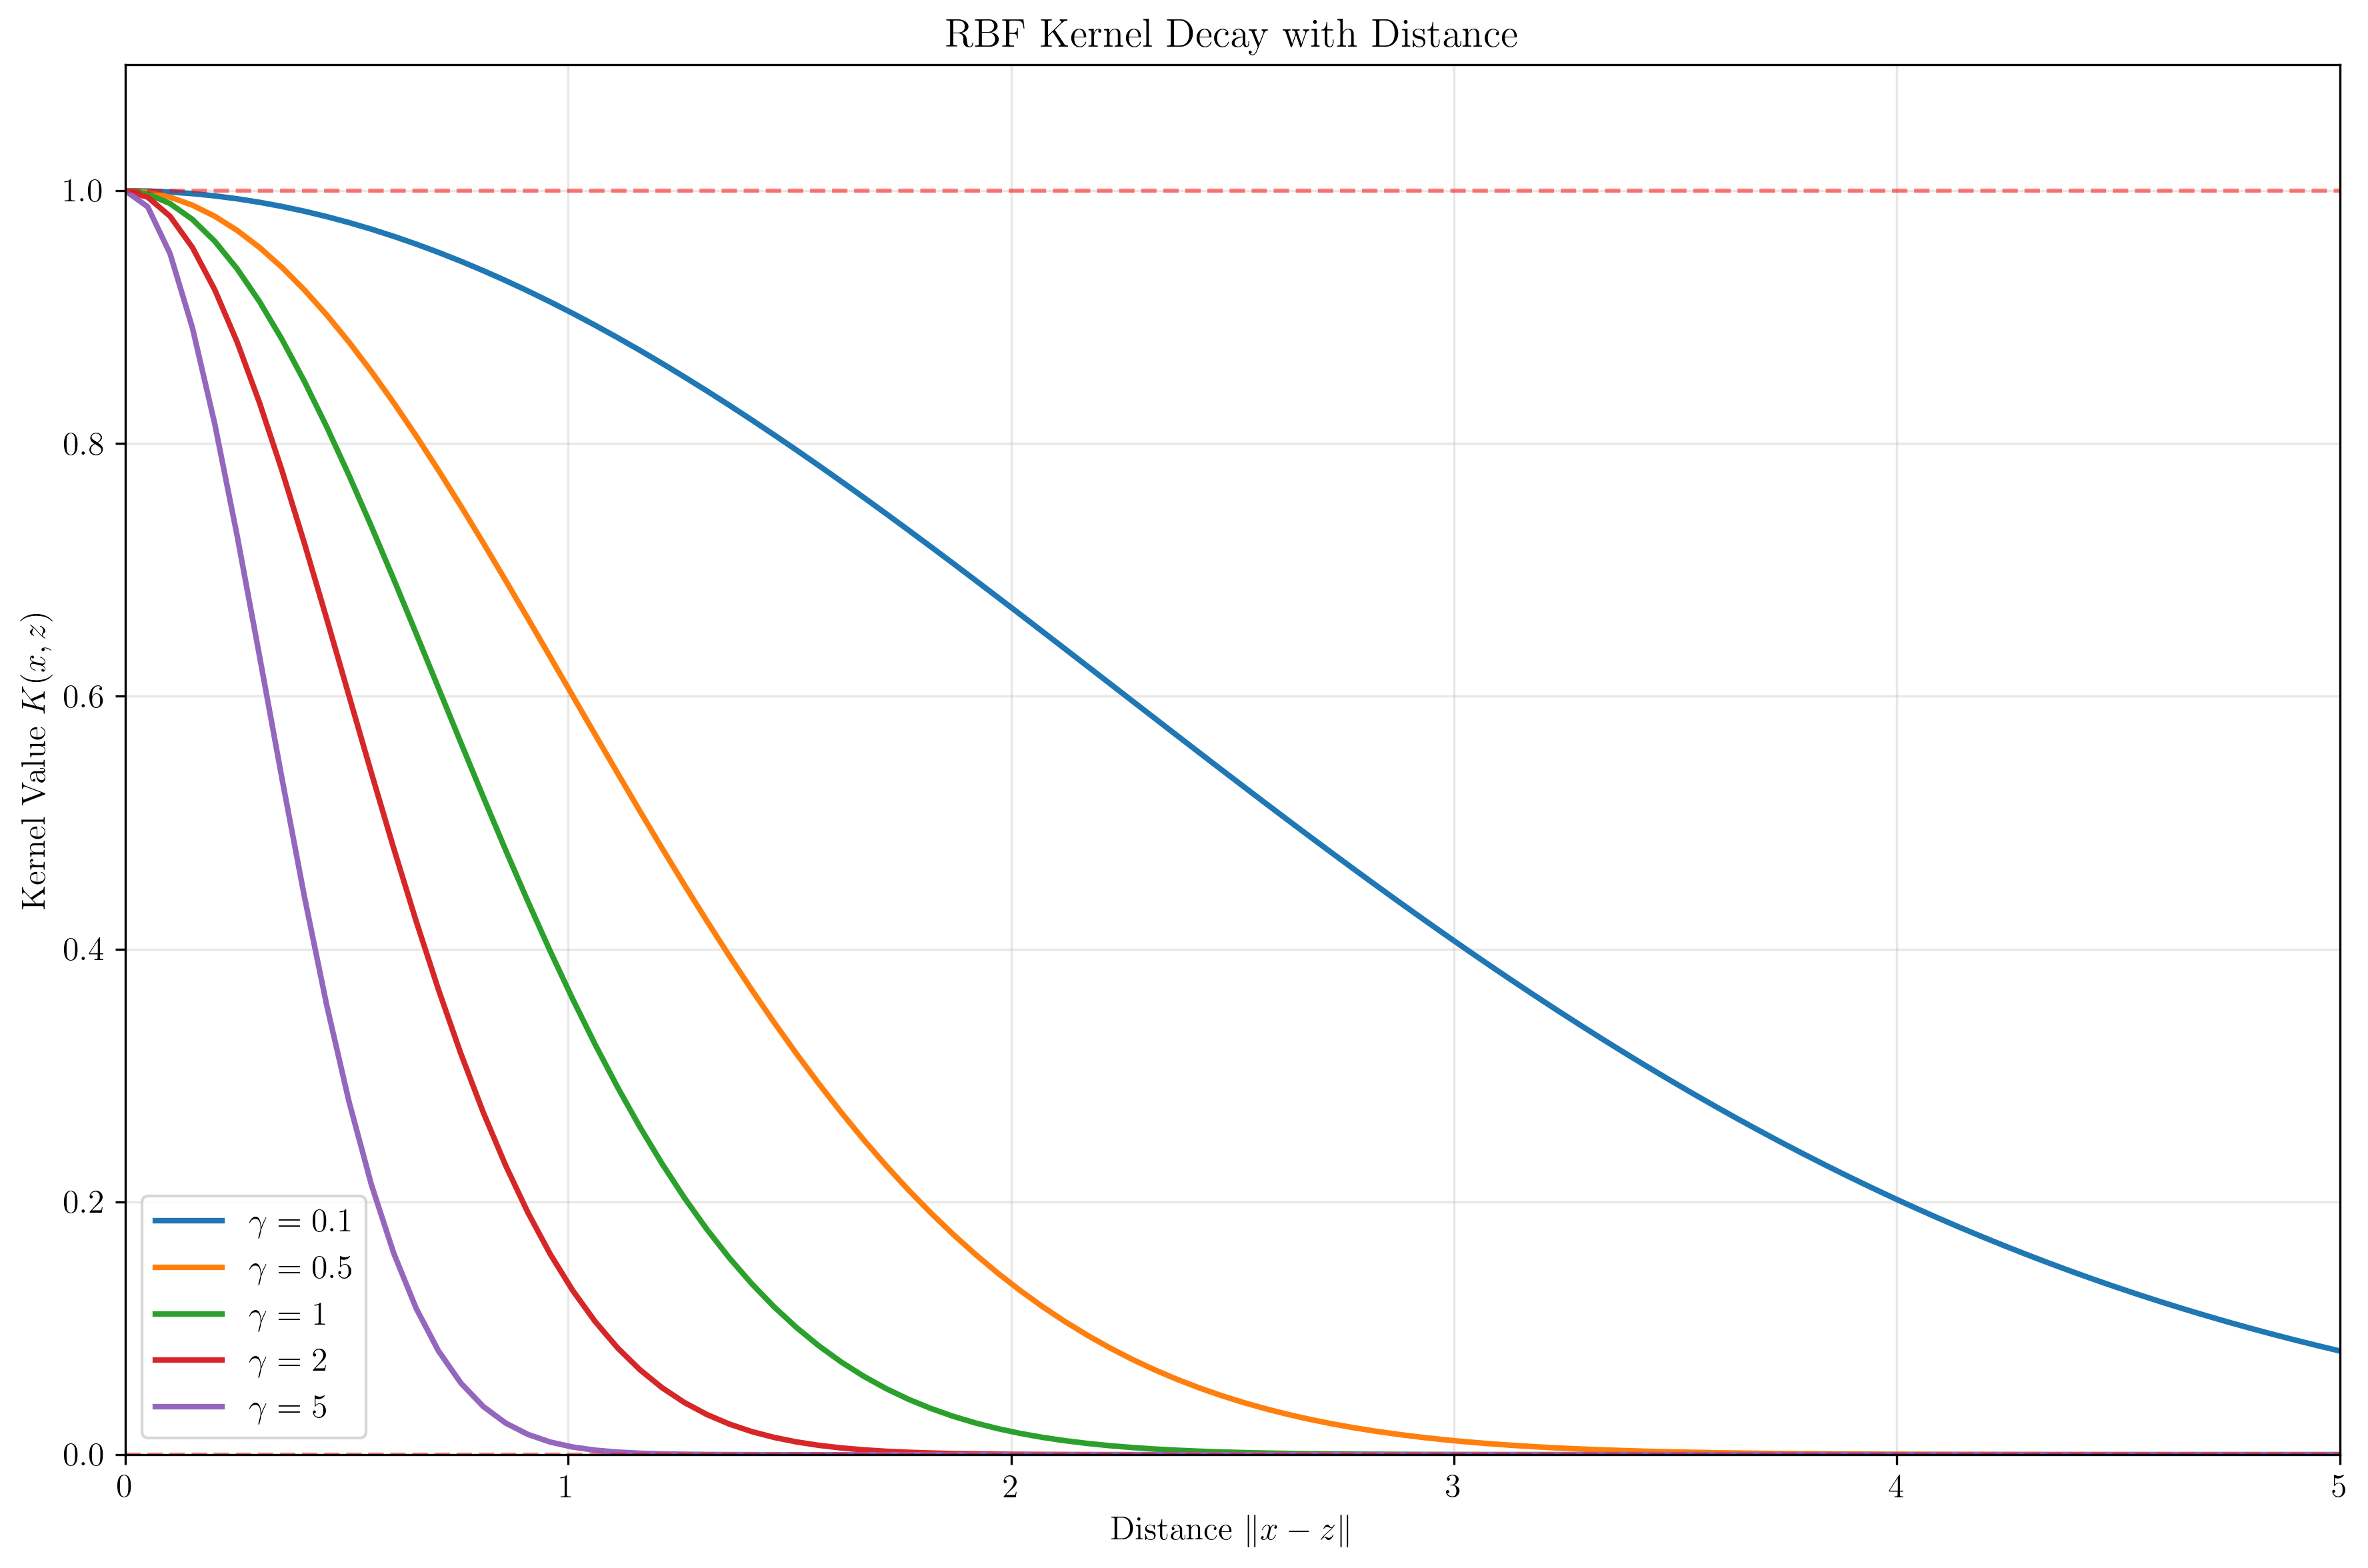 RBF Kernel Decay with Distance
Kernel Value K(x, z)
1.0
0.8
0.6
0.4
0.2
0.0
γ = 0.1
γ = 0.5
γ = 1
γ = 2
γ = 5
0 1 2 3 4 5
Distance ‖x − z‖